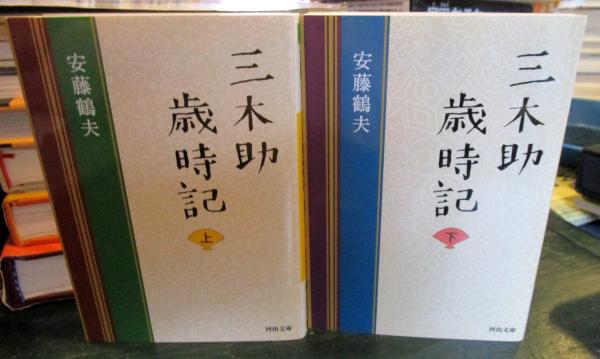 安藤鶴夫
三木助
歳時記
上
河出文庫
安藤鶴夫
三木助
歳時記
下
河出文庫